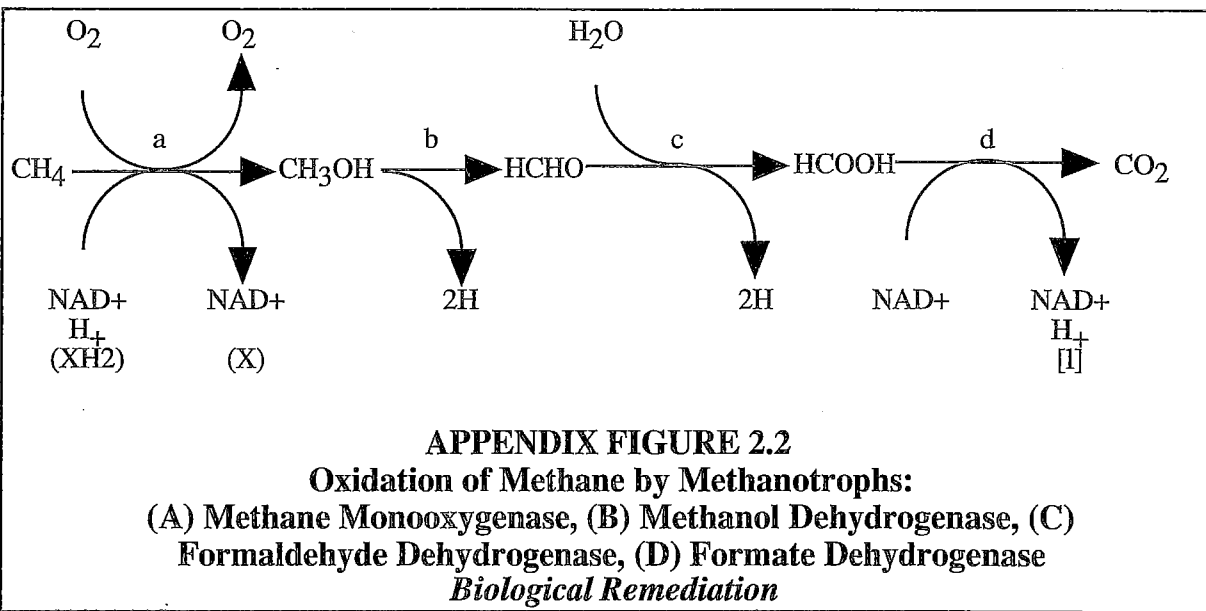 O2 O2 H2O
a b c d
CH4 CH3OH HCHO HCOOH CO2
NAD+ NAD+ 2H 2H NAD+ NAD+
H+ H+
(XH2) (X) [1]
APPENDIX FIGURE 2.2
Oxidation of Methane by Methanotrophs:
(A) Methane Monooxygenase, (B) Methanol Dehydrogenase, (C)
Formaldehyde Dehydrogenase, (D) Formate Dehydrogenase
Biological Remediation